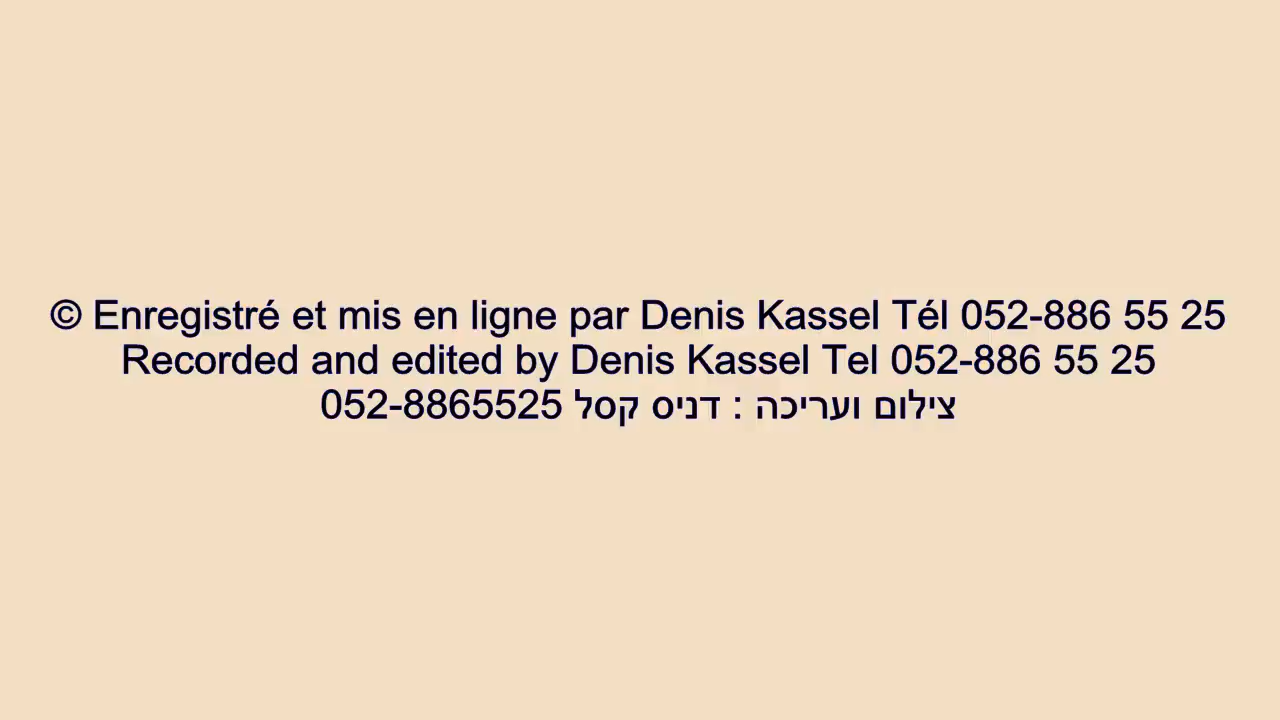 © Enregistré et mis en ligne par Denis Kassel Tél 052-886 55 25
Recorded and edited by Denis Kassel Tel 052-886 55 25
צילום ועריכה : דניס קסל 052-8865525